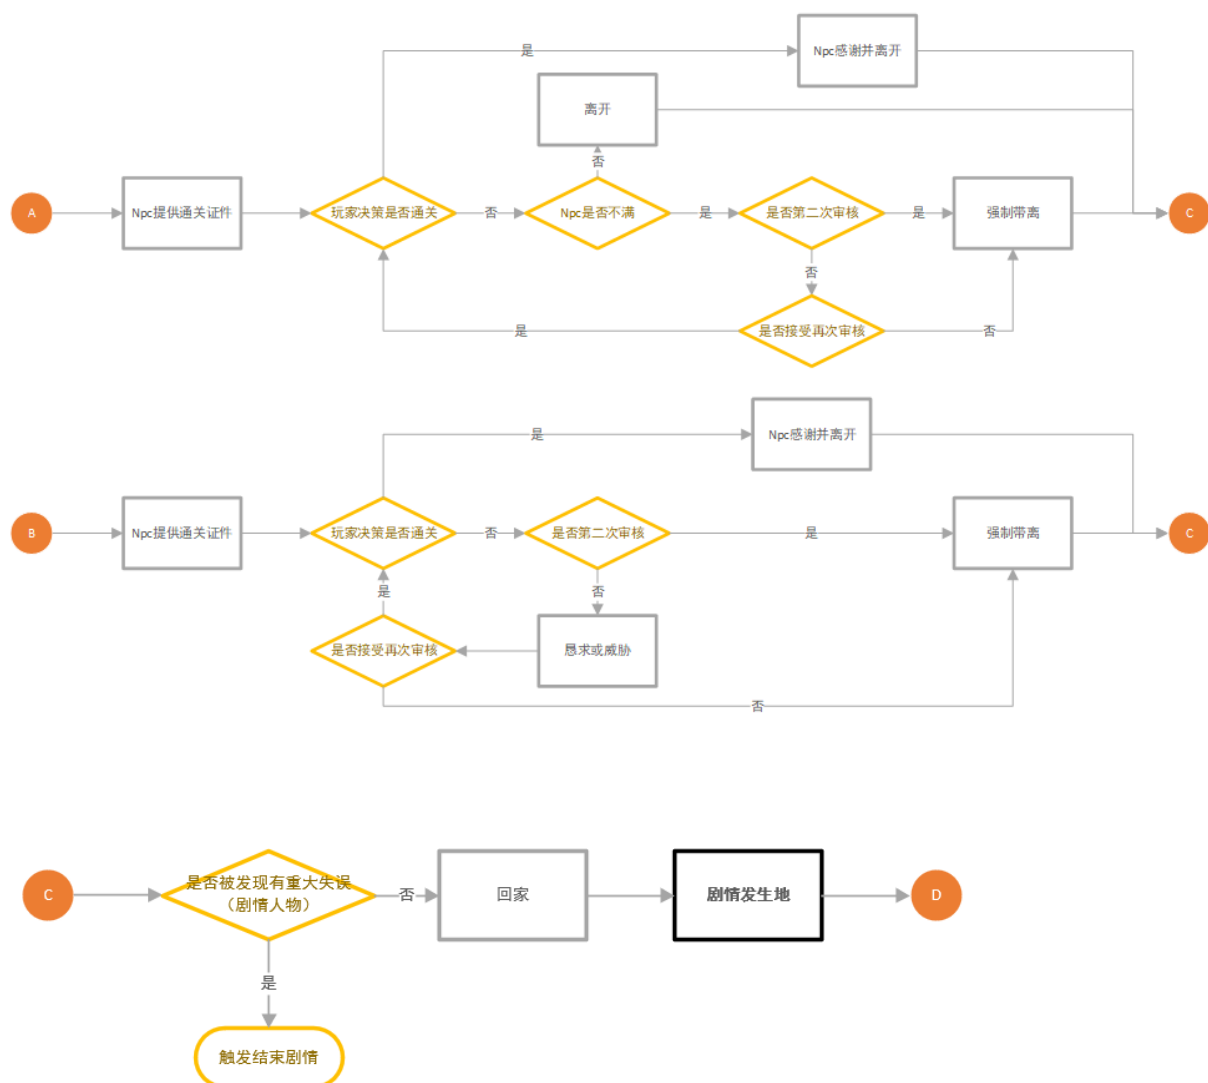 是
Npc感谢并离开
离开
否
A
Npc提供通关证件
玩家决策是否通关
否
Npc是否不满
是
是否第二次审核
是
强制带离
C
否
是
是否接受再次审核
否
是
Npc感谢并离开
B
Npc提供通关证件
玩家决策是否通关
否
是否第二次审核
是
强制带离
C
是
否
是否接受再次审核
恳求或威胁
否
C
是否被发现有重大失误
（剧情人物）
否
回家
剧情发生地
D
是
触发结束剧情